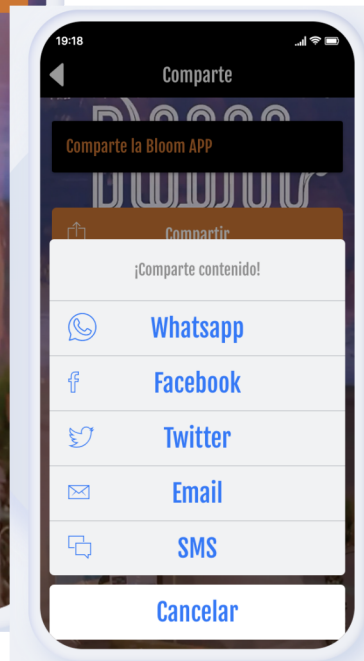 19:18
Comparte
Comparte la Bloom APP
Compartir
¡Comparte contenido!
Whatsapp
Facebook
Twitter
Email
SMS
Cancelar